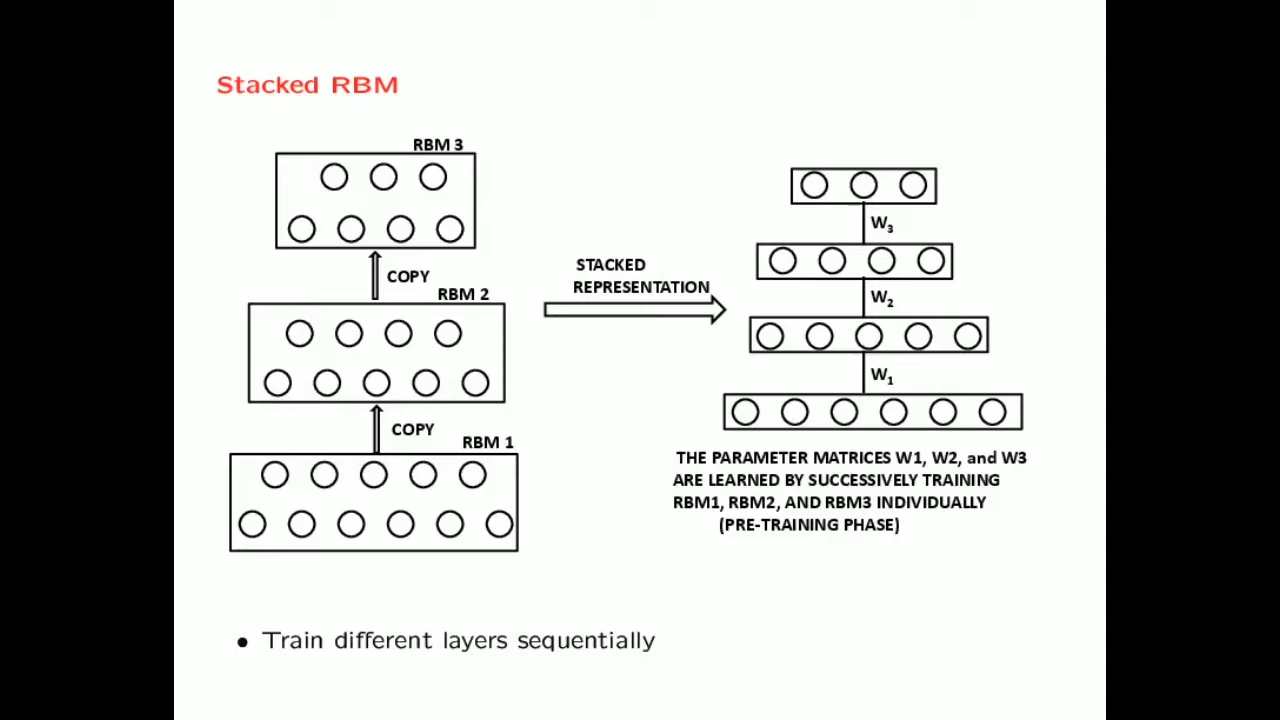 Stacked RBM
RBM 3
COPY
RBM 2
COPY
RBM 1
STACKED
REPRESENTATION
W3
W2
W1
THE PARAMETER MATRICES W1, W2, and W3
ARE LEARNED BY SUCCESSIVELY TRAINING
RBM1, RBM2, AND RBM3 INDIVIDUALLY
(PRE-TRAINING PHASE)
• Train different layers sequentially